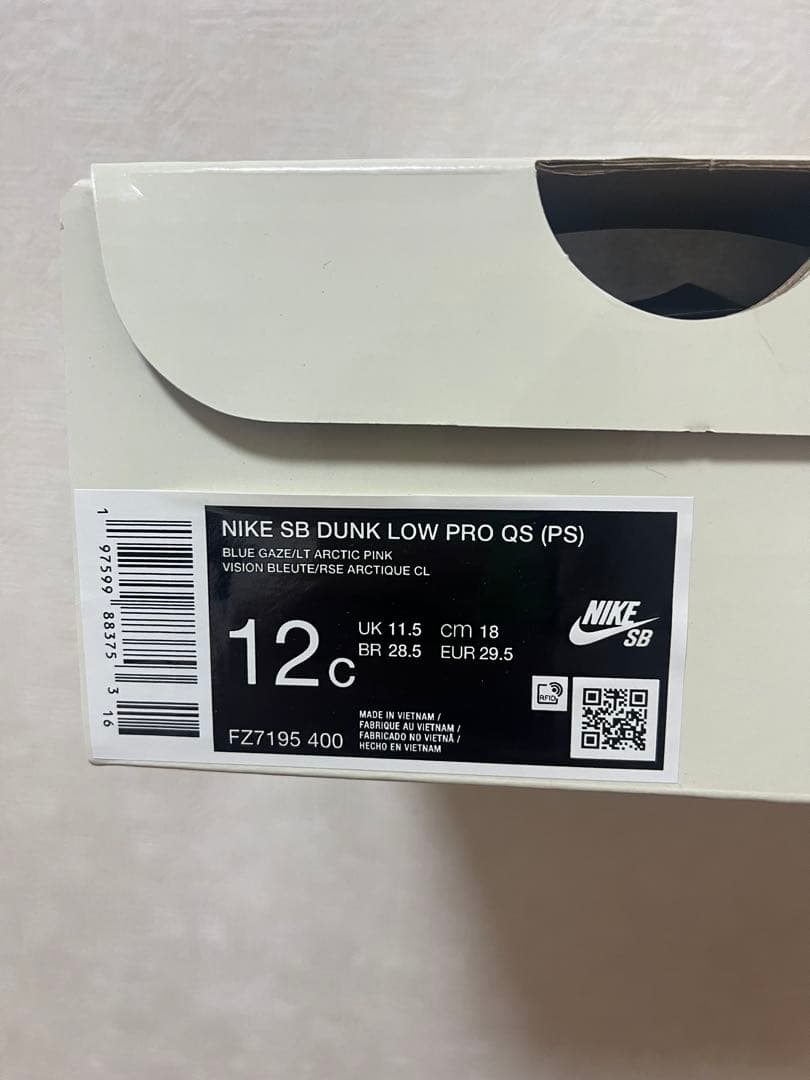 NIKE SB DUNK LOW PRO QS (PS)
BLUE GAZE/LT ARCTIC PINK
VISION BLEUTE/RSE ARCTIQUE CL
12c
UK 11.5 cm 18
BR 28.5 EUR 29.5
NIKE
SB
RFID
FZ7195 400
MADE IN VIETNAM /
FABRIQUE AU VIETNAM /
FABRICADO NO VIETNÃ /
HECHO EN VIETNAM
1 97599 88375 3 16